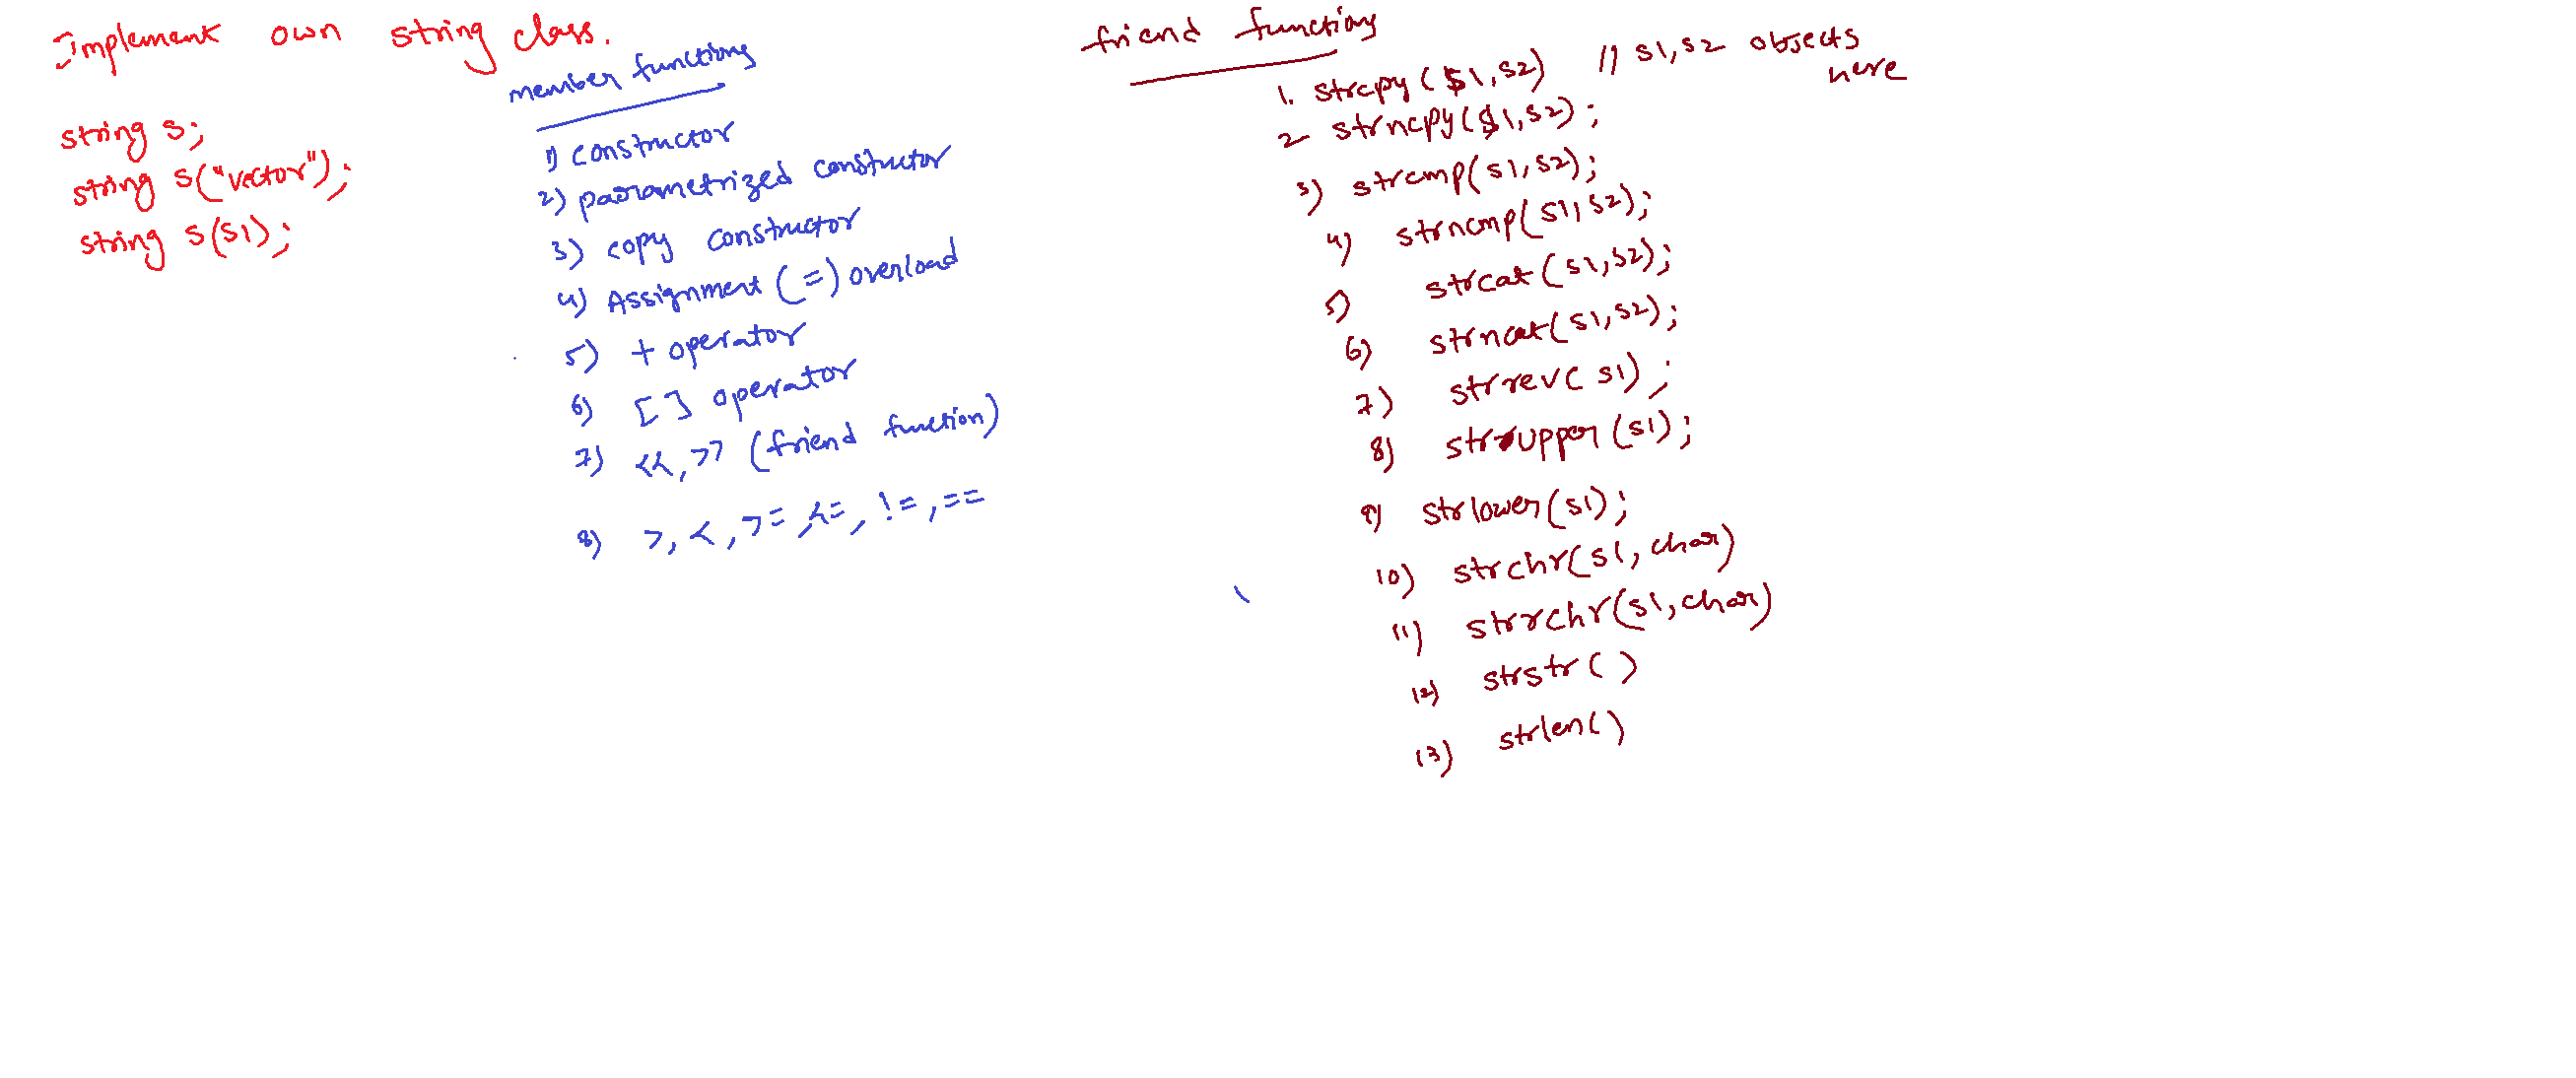 Implement own string class.
string s;
string s("vector");
string s(s1);
member functions
1) constructor
2) parametrized constructor
3) copy constructor
4) Assignment (=) overload
5) + operator
6) [] operator
7) <<, >> (friend function)
8) >, <, >=, <=, !=, ==
friend functions
1. strcpy(s1,s2) // s1,s2 objects
here
2 strncpy(s1,s2);
3) strcmp(s1,s2);
4) strncmp(s1,s2);
5) strcat(s1,s2);
6) strncat(s1,s2);
7) strrev(s1);
8) strupper(s1);
9) strlower(s1);
10) strchr(s1, char)
11) strrchr(s1, char)
12) strstr()
13) strlen()